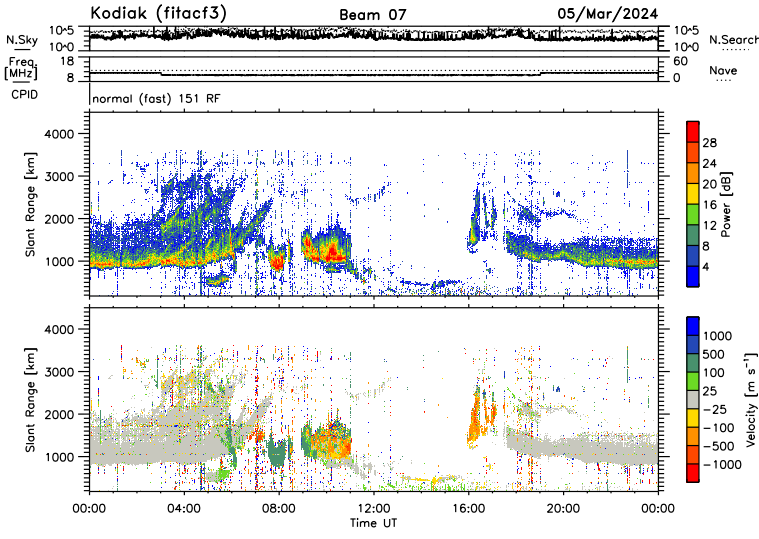 Kodiak (fitacf3) Beam 07 05/Mar/2024
N.Sky 10^5 10^0 10^5 10^0 N.Search
Freq. [MHz] 18 8 60 0 Nave
CPID normal (fast) 151 RF
Slant Range [km] 4000 3000 2000 1000
28 24 20 16 12 8 4 Power [dB]
Slant Range [km] 4000 3000 2000 1000
1000 500 100 25 −25 −100 −500 −1000 Velocity [m s⁻¹]
00:00 04:00 08:00 12:00 16:00 20:00 00:00
Time UT